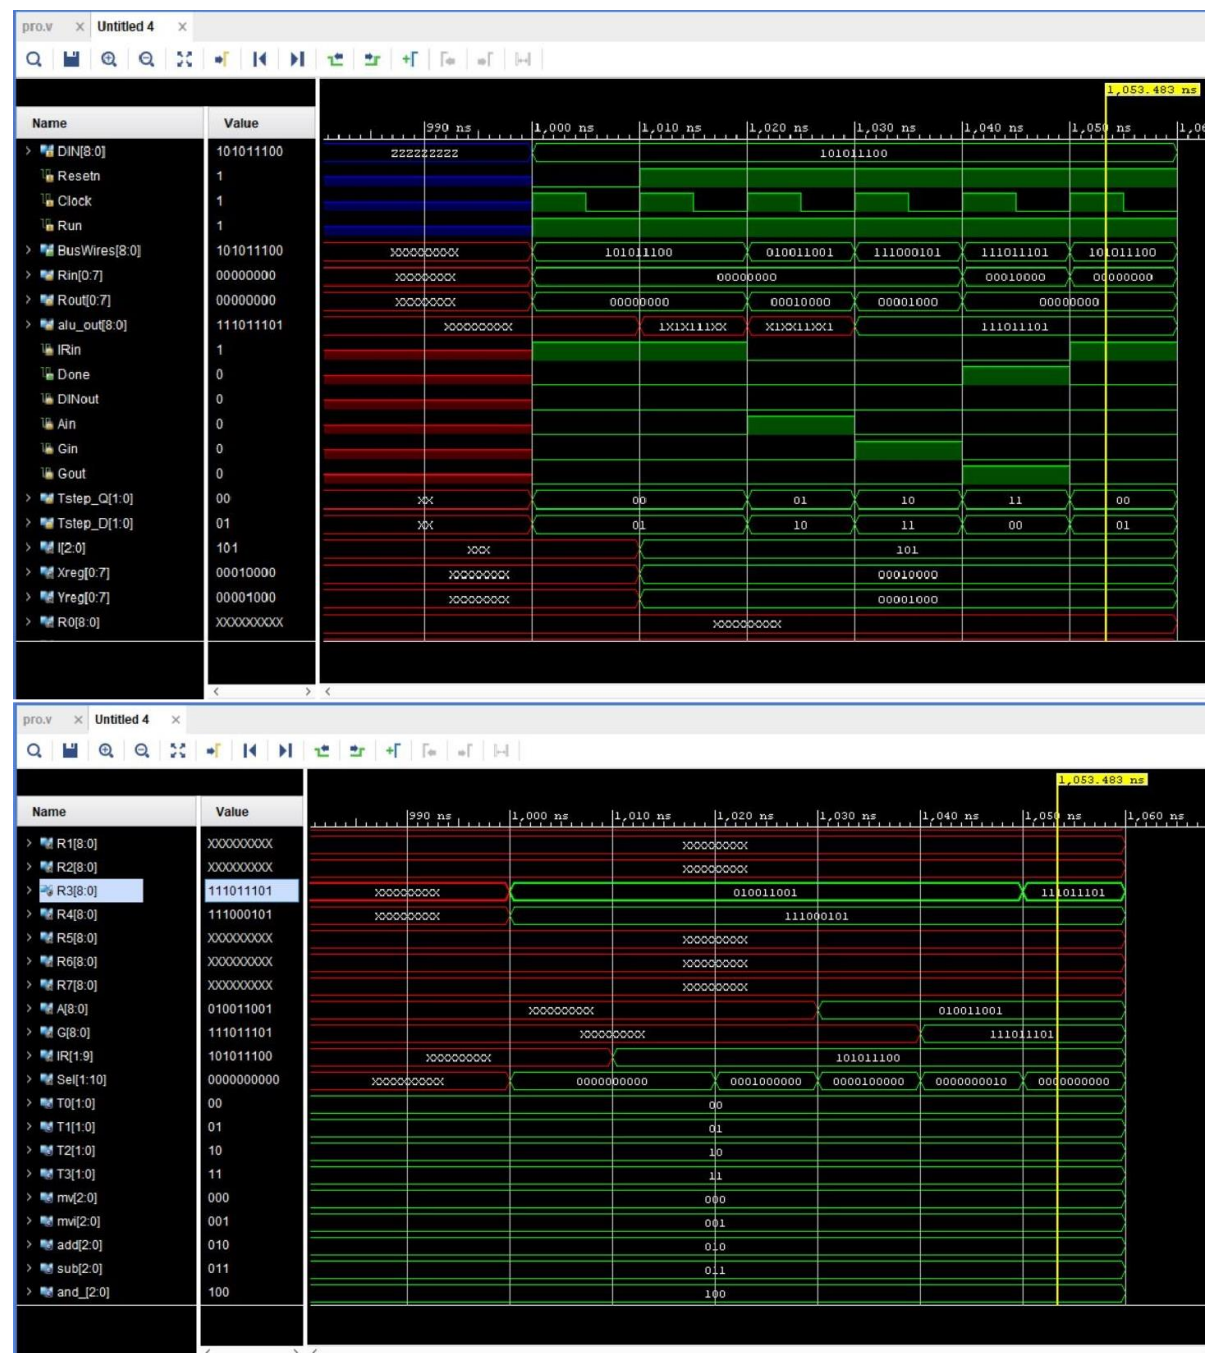 pro.v × Untitled 4 ×
1,053.483 ns
Name Value
990 ns 1,000 ns 1,010 ns 1,020 ns 1,030 ns 1,040 ns 1,050 ns 1,06
> DIN[8:0] 101011100 ZZZZZZZZZ 101011100
Resetn 1
Clock 1
Run 1
> BusWires[8:0] 101011100 XXXXXXXXX 101011100 010011001 111000101 111011101 101011100
> Rin[0:7] 00000000 XXXXXXXX 00000000 00010000 00000000
> Rout[0:7] 00000000 XXXXXXXX 00000000 00010000 00001000 00000000
> alu_out[8:0] 111011101 XXXXXXXXX 1X1X111XX X1XX11XX1 111011101
IRin 1
Done 0
DINout 0
Ain 0
Gin 0
Gout 0
> Tstep_Q[1:0] 00 XX 00 01 10 11 00
> Tstep_D[1:0] 01 XX 01 10 11 00 01
> I[2:0] 101 XXX 101
> Xreg[0:7] 00010000 XXXXXXXX 00010000
> Yreg[0:7] 00001000 XXXXXXXX 00001000
> R0[8:0] XXXXXXXXX XXXXXXXXX
pro.v × Untitled 4 ×
1,053.483 ns
Name Value
990 ns 1,000 ns 1,010 ns 1,020 ns 1,030 ns 1,040 ns 1,050 ns 1,060 ns
> R1[8:0] XXXXXXXXX XXXXXXXXX
> R2[8:0] XXXXXXXXX XXXXXXXXX
> R3[8:0] 111011101 XXXXXXXXX 010011001 111011101
> R4[8:0] 111000101 XXXXXXXXX 111000101
> R5[8:0] XXXXXXXXX XXXXXXXXX
> R6[8:0] XXXXXXXXX XXXXXXXXX
> R7[8:0] XXXXXXXXX XXXXXXXXX
> A[8:0] 010011001 XXXXXXXXX 010011001
> G[8:0] 111011101 XXXXXXXXX 111011101
> IR[1:9] 101011100 XXXXXXXXX 101011100
> Sel[1:10] 0000000000 XXXXXXXXXX 0000000000 0001000000 0000100000 0000000010 0000000000
> T0[1:0] 00 00
> T1[1:0] 01 01
> T2[1:0] 10 10
> T3[1:0] 11 11
> mv[2:0] 000 000
> mvi[2:0] 001 001
> add[2:0] 010 010
> sub[2:0] 011 011
> and_[2:0] 100 100